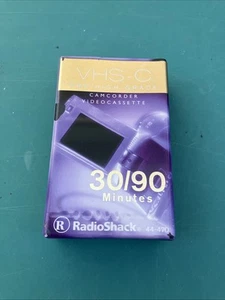 VHS-C
CAMCORDER
VIDEOCASSETTE
30/90
Minutes
R RadioShack